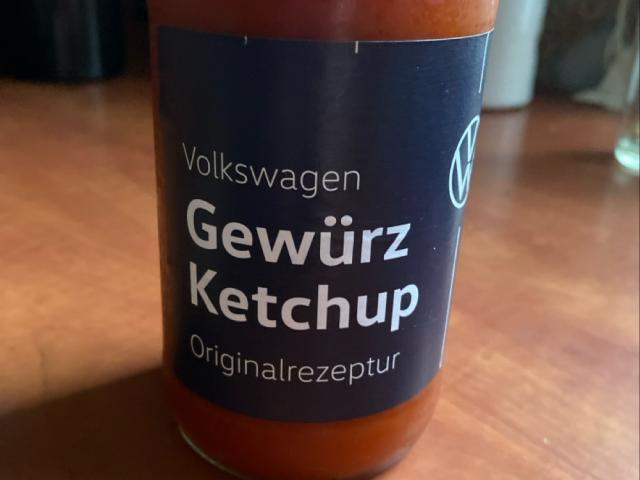 Volkswagen
Gewürz
Ketchup
Originalrezeptur